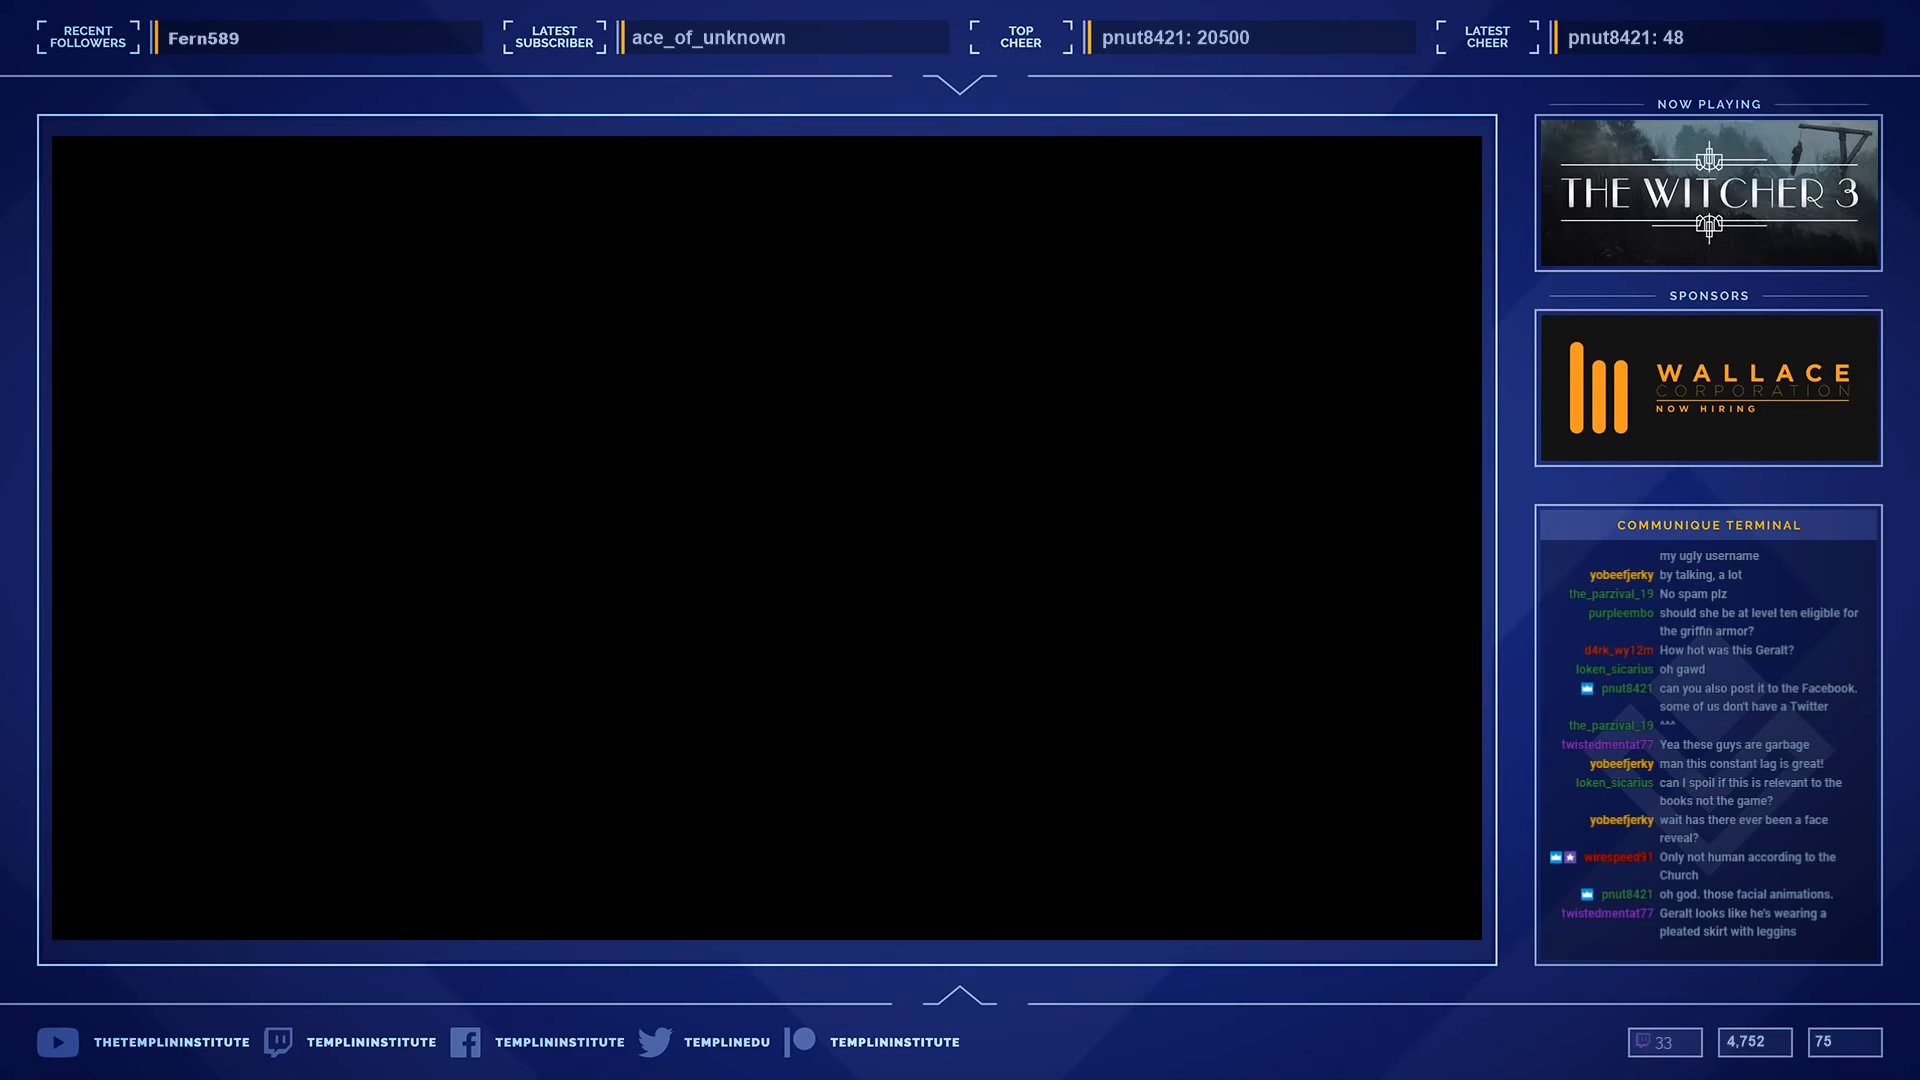 RECENT
FOLLOWERS
Fern589
LATEST
SUBSCRIBER
ace_of_unknown
TOP
CHEER
pnut8421: 20500
LATEST
CHEER
pnut8421: 48
NOW PLAYING
THE WITCHER 3
SPONSORS
WALLACE
CORPORATION
NOW HIRING
COMMUNIQUE TERMINAL
my ugly username
yobeefjerky by talking, a lot
the_parzival_19 No spam plz
purpleembo should she be at level ten eligible for
the griffin armor?
d4rk_wy12m How hot was this Geralt?
loken_sicarius oh gawd
pnut8421 can you also post it to the Facebook.
some of us don't have a Twitter
the_parzival_19 ^^^
twistedmentat77 Yea these guys are garbage
yobeefjerky man this constant lag is great!
loken_sicarius can I spoil if this is relevant to the
books not the game?
yobeefjerky wait has there ever been a face
reveal?
wirespeed91 Only not human according to the
Church
pnut8421 oh god. those facial animations.
twistedmentat77 Geralt looks like he's wearing a
pleated skirt with leggins
THETEMPLININSTITUTE
TEMPLININSTITUTE
TEMPLININSTITUTE
TEMPLINEDU
TEMPLININSTITUTE
33
4,752
75